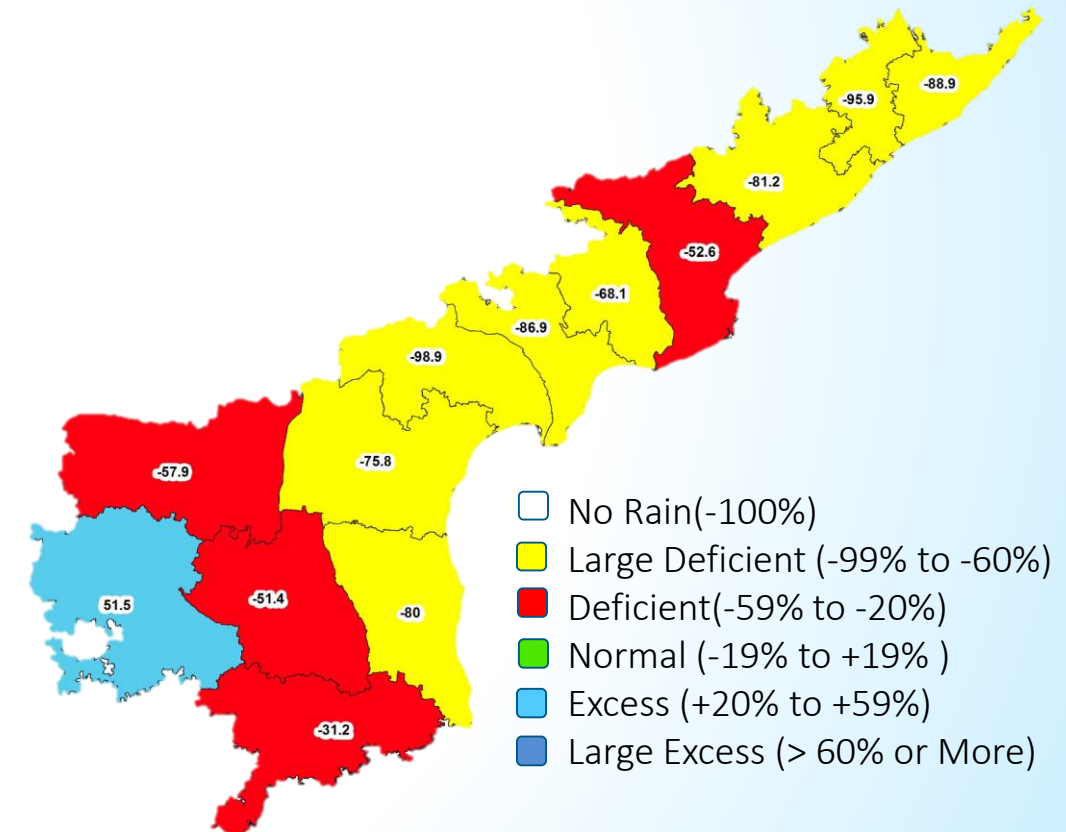 -88.9
-95.9
-81.2
-52.6
-68.1
-86.9
-98.9
-75.8
-57.9
51.5
-51.4
-80
-31.2
No Rain(-100%)
Large Deficient (-99% to -60%)
Deficient(-59% to -20%)
Normal (-19% to +19% )
Excess (+20% to +59%)
Large Excess (> 60% or More)